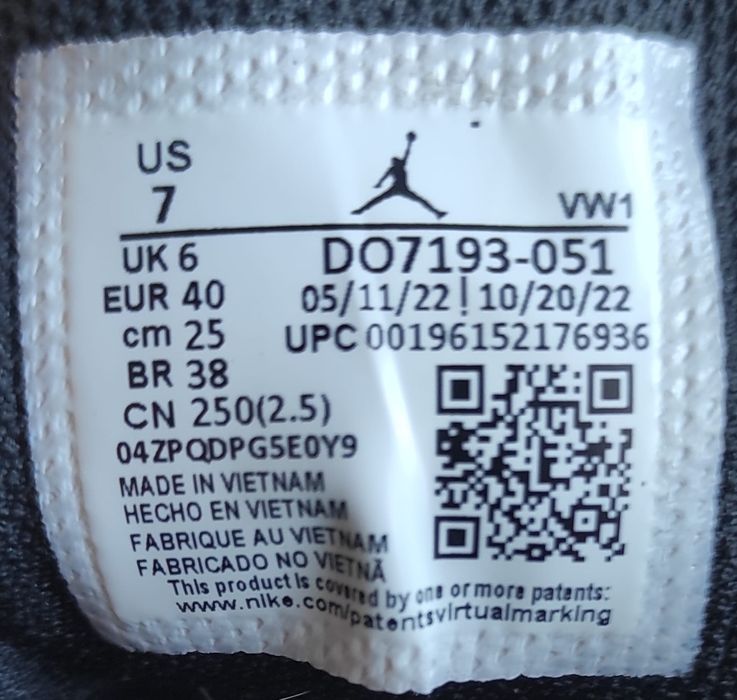 US
7
VW1
UK 6
DO7193-051
EUR 40
05/11/22 | 10/20/22
cm 25
UPC 00196152176936
BR 38
CN 250(2.5)
04ZPQDPG5E0Y9
MADE IN VIETNAM
HECHO EN VIETNAM
FABRIQUE AU VIETNAM
FABRICADO NO VIETNÃ
This product is covered by one or more patents:
www.nike.com/patentsvirtualmarking